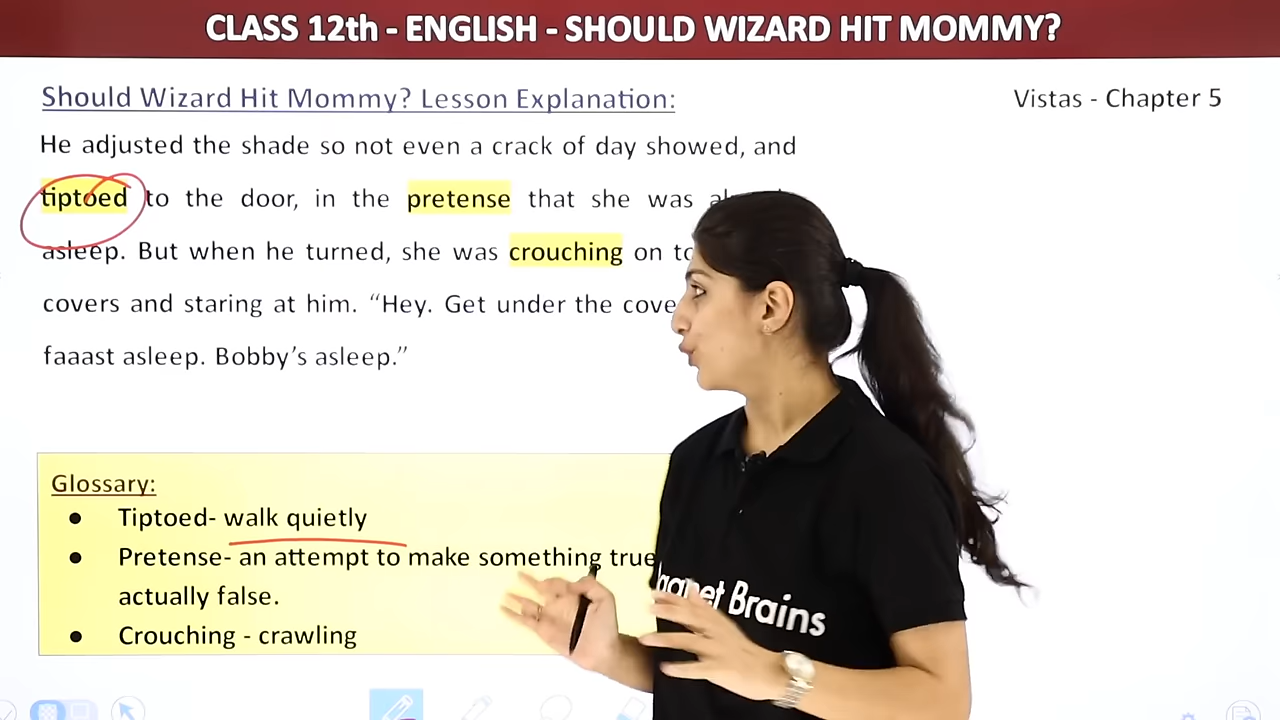 CLASS 12th - ENGLISH - SHOULD WIZARD HIT MOMMY?
Should Wizard Hit Mommy? Lesson Explanation:
Vistas - Chapter 5
He adjusted the shade so not even a crack of day showed, and
tiptoed to the door, in the pretense that she was
asleep. But when he turned, she was crouching on
covers and staring at him. “Hey. Get under the
faaast asleep. Bobby’s asleep.”
Glossary:
● Tiptoed- walk quietly
● Pretense- an attempt to make something true
actually false.
● Crouching - crawling
Brains